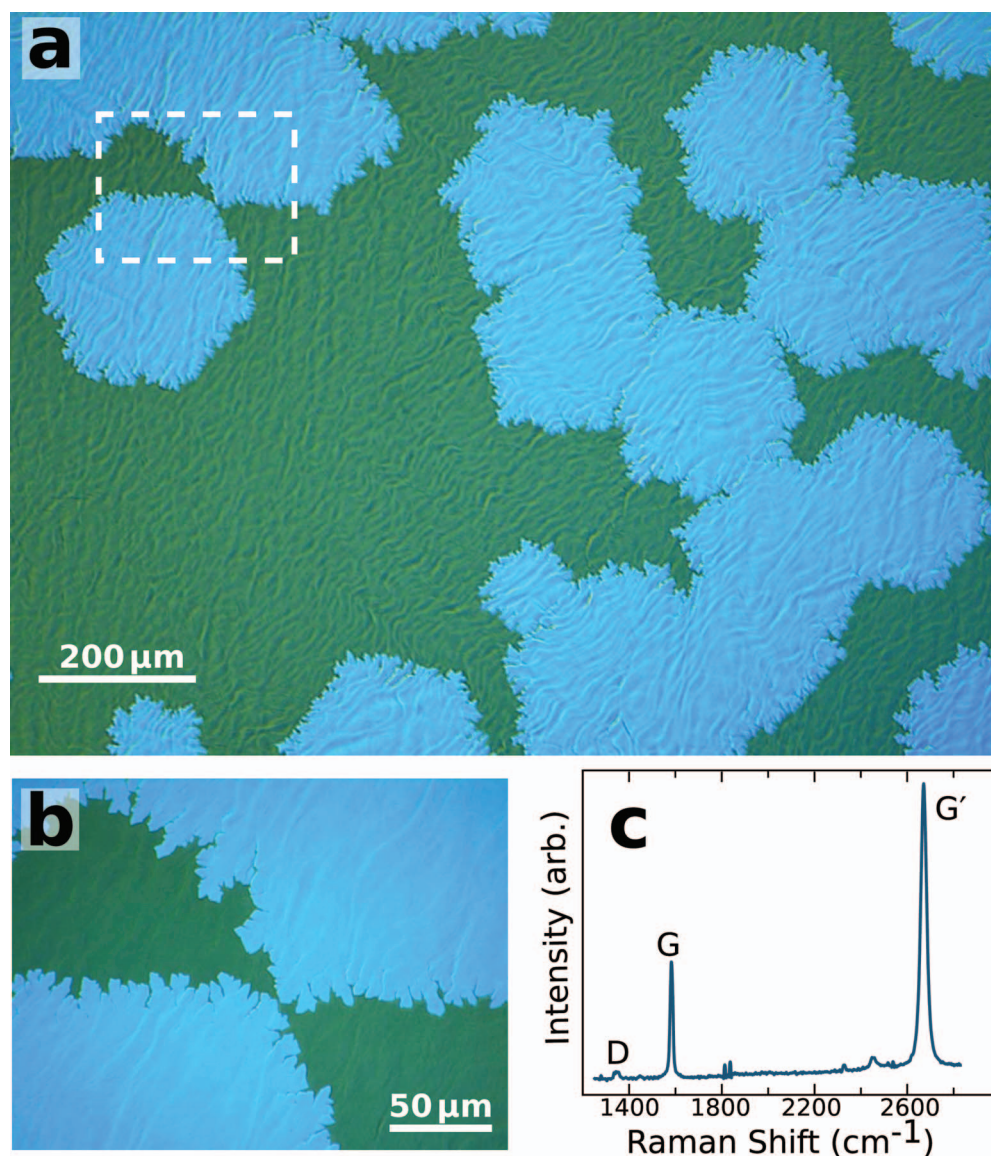 a
200 µm
b
50 µm
c
G′
G
D
Intensity (arb.)
1400 1800 2200 2600
Raman Shift (cm⁻¹)